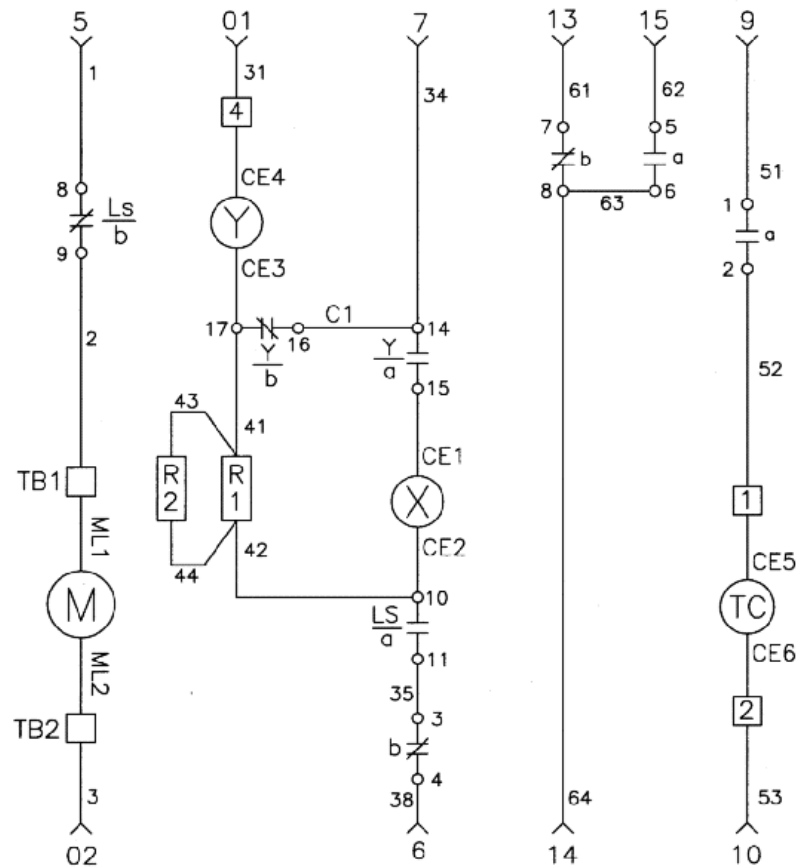 5 01 7 13 15 9
1 31 34 61 62 51
4
7 b 8 5 a 6
63
CE4
8 Ls/b 9
Y
1 a 2
CE3
2
17 Y/b 16 C1 14
Y/a
15
52
43 41
TB1 R2 R1 CE1
1
X
ML1 44 42 CE2 CE5
M 10 TC
LS/a
ML2 11 CE6
35
TB2 3 2
b
4
3 38 64 53
02 6 14 10